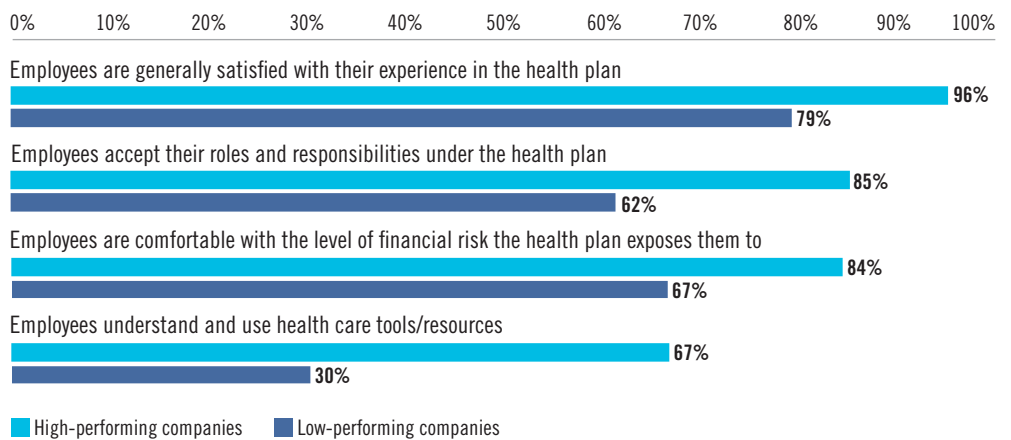 0% 10% 20% 30% 40% 50% 60% 70% 80% 90% 100%
Employees are generally satisfied with their experience in the health plan
96%
79%
Employees accept their roles and responsibilities under the health plan
85%
62%
Employees are comfortable with the level of financial risk the health plan exposes them to
84%
67%
Employees understand and use health care tools/resources
67%
30%
High-performing companies Low-performing companies